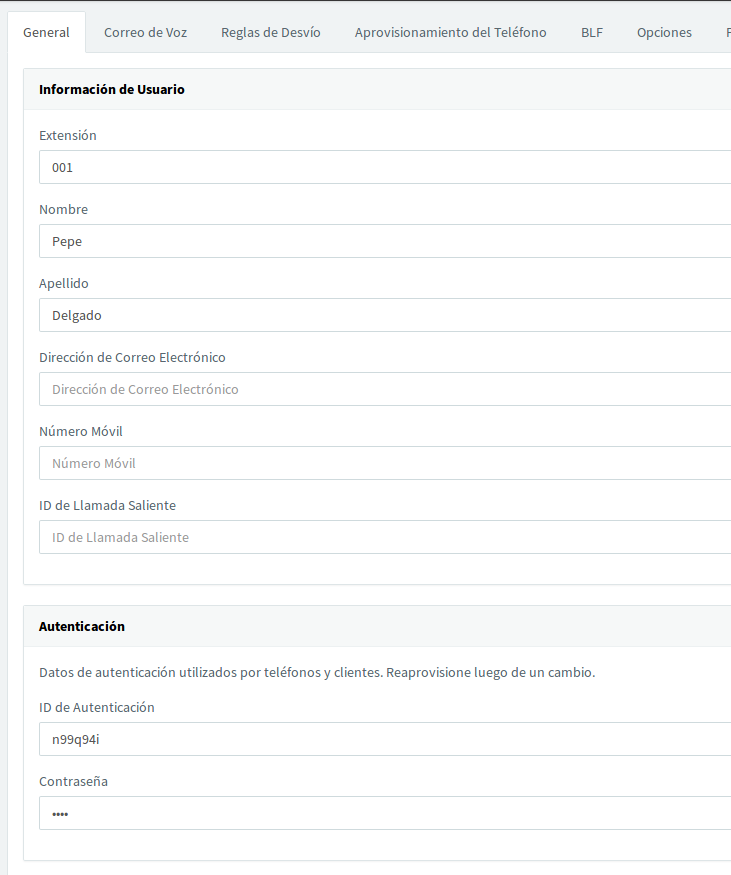 General Correo de Voz Reglas de Desvío Aprovisionamiento del Teléfono BLF Opciones
Información de Usuario
Extensión
001
Nombre
Pepe
Apellido
Delgado
Dirección de Correo Electrónico
Dirección de Correo Electrónico
Número Móvil
Número Móvil
ID de Llamada Saliente
ID de Llamada Saliente
Autenticación
Datos de autenticación utilizados por teléfonos y clientes. Reaprovisione luego de un cambio.
ID de Autenticación
n99q94i
Contraseña
••••